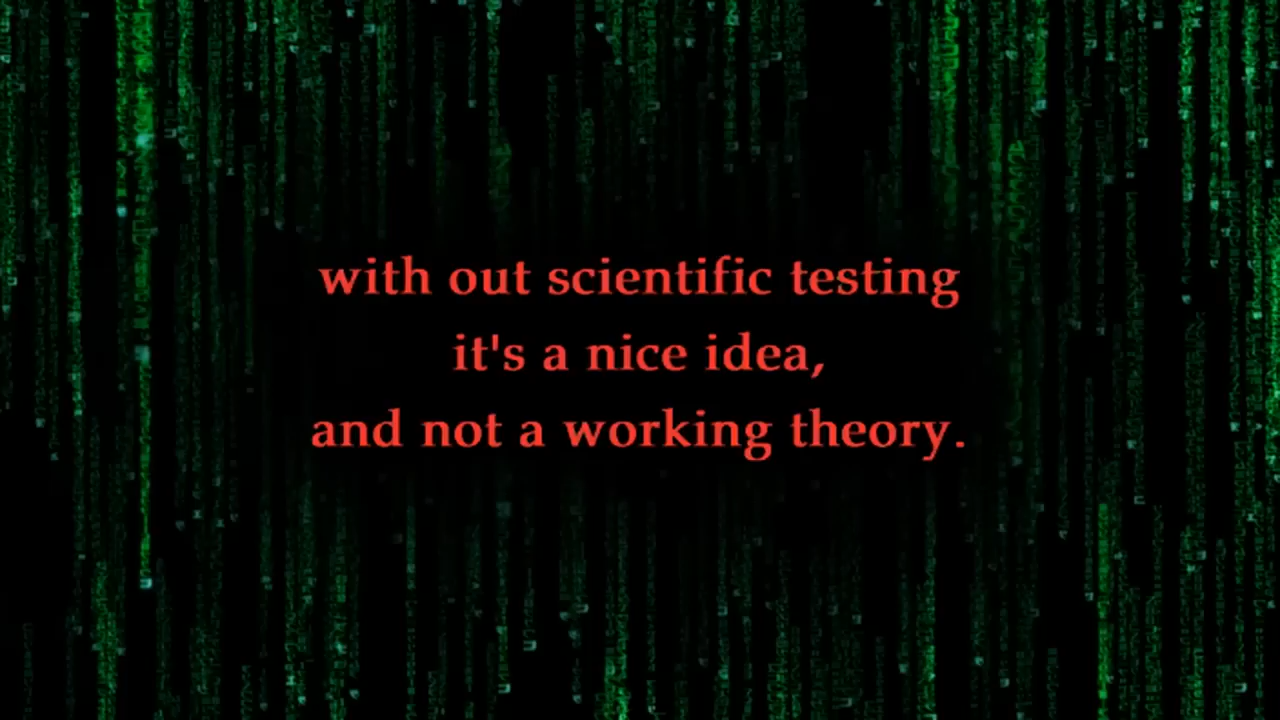 with out scientific testing
it's a nice idea,
and not a working theory.